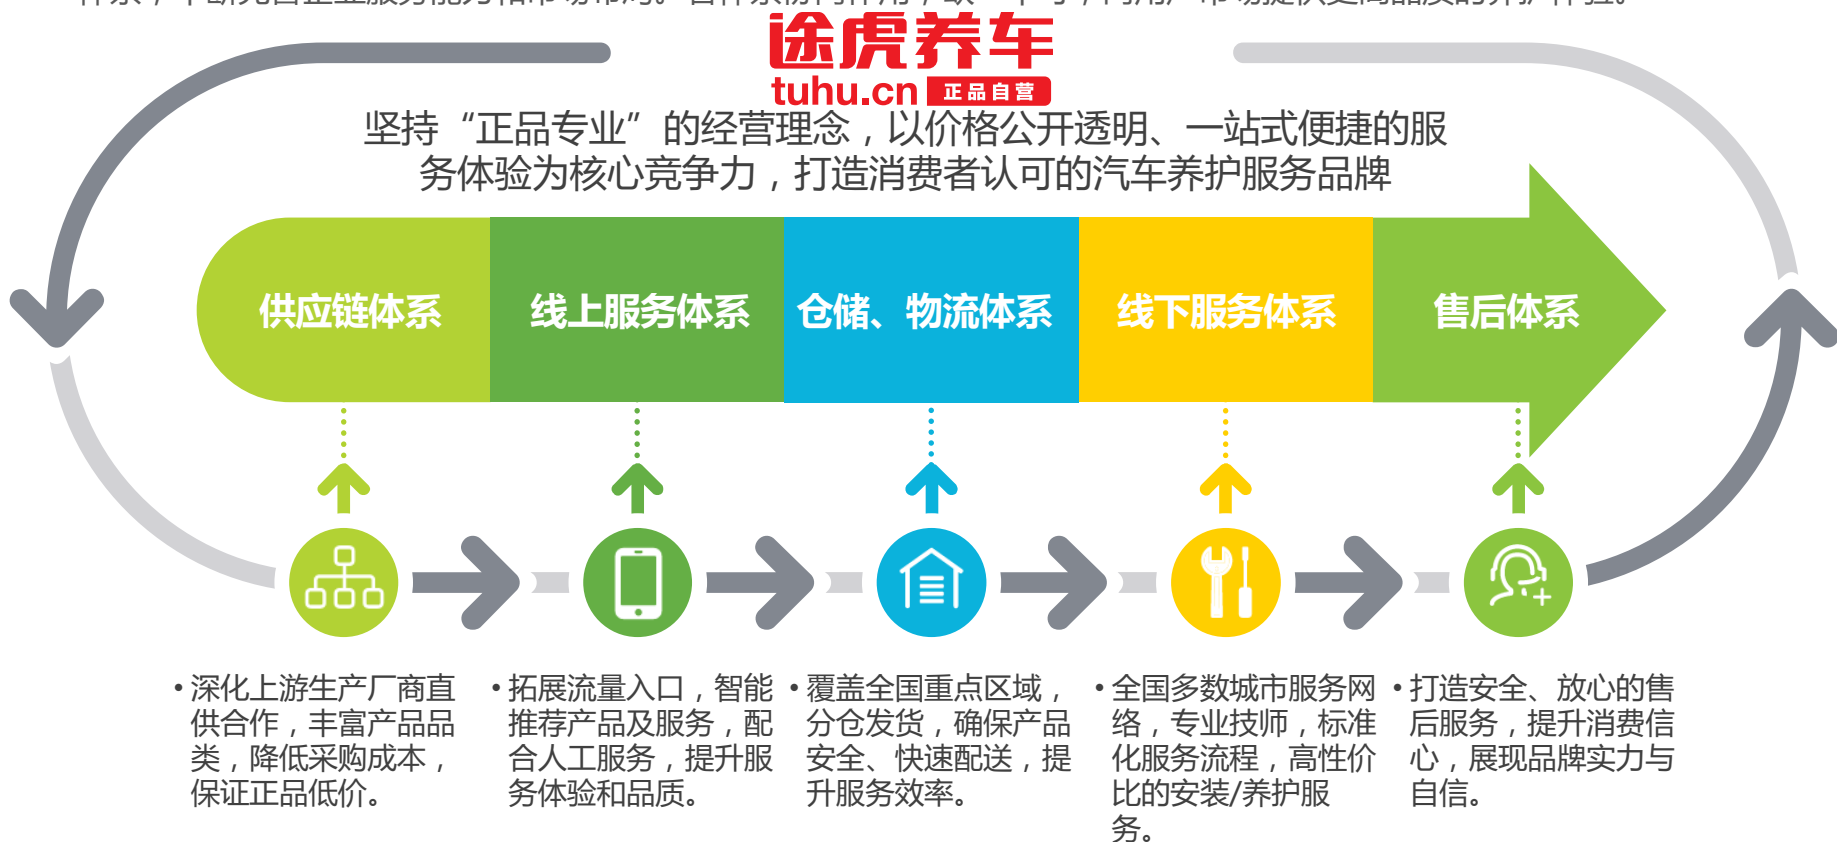 途虎养车
tuhu.cn 正品自营
坚持“正品专业”的经营理念，以价格公开透明、一站式便捷的服
务体验为核心竞争力，打造消费者认可的汽车养护服务品牌
供应链体系
线上服务体系
仓储、物流体系
线下服务体系
售后体系
•深化上游生产厂商直
供合作，丰富产品品
类，降低采购成本，
保证正品低价。
•拓展流量入口，智能
推荐产品及服务，配
合人工服务，提升服
务体验和品质。
•覆盖全国重点区域，
分仓发货，确保产品
安全、快速配送，提
升服务效率。
•全国多数城市服务网
络，专业技师，标准
化服务流程，高性价
比的安装/养护服
务。
•打造安全、放心的售
后服务，提升消费信
心，展现品牌实力与
自信。